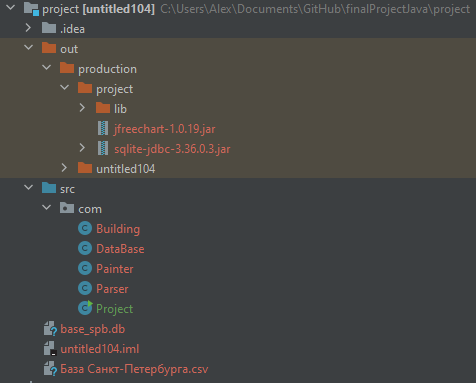 project [untitled104] C:\Users\Alex\Documents\GitHub\finalProjectJava\project
.idea
out
production
project
lib
jfreechart-1.0.19.jar
sqlite-jdbc-3.36.0.3.jar
untitled104
src
com
Building
DataBase
Painter
Parser
Project
base_spb.db
untitled104.iml
База Санкт-Петербурга.csv